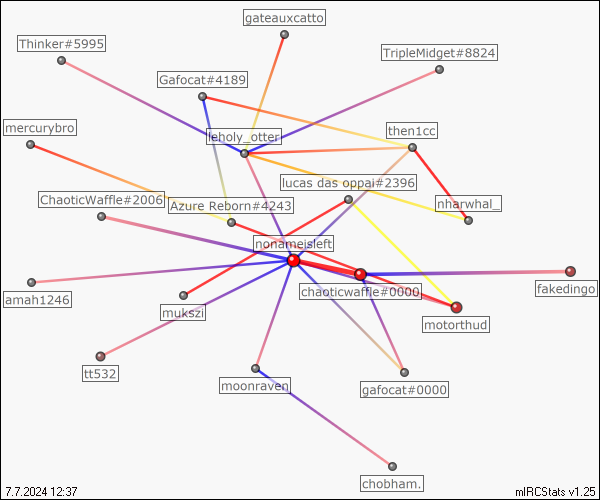 gateauxcatto
Thinker#5995
TripleMidget#8824
Gafocat#4189
mercurybro
leholy_otter
then1cc
lucas das oppai#2396
ChaoticWaffle#2006
Azure Reborn#4243
nharwhal_
nonameisleft
chaoticwaffle#0000
fakedingo
amah1246
mukszi
motorthud
tt532
moonraven
gafocat#0000
chobham.
7.7.2024 12:37
mIRCStats v1.25